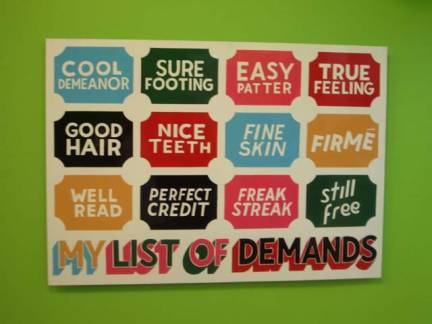 COOL
DEMEANOR
SURE
FOOTING
EASY
PATTER
TRUE
FEELING
GOOD
HAIR
NICE
TEETH
FINE
SKIN
FIRMĒ
WELL
READ
PERFECT
CREDIT
FREAK
STREAK
still
free
MY LIST OF DEMANDS